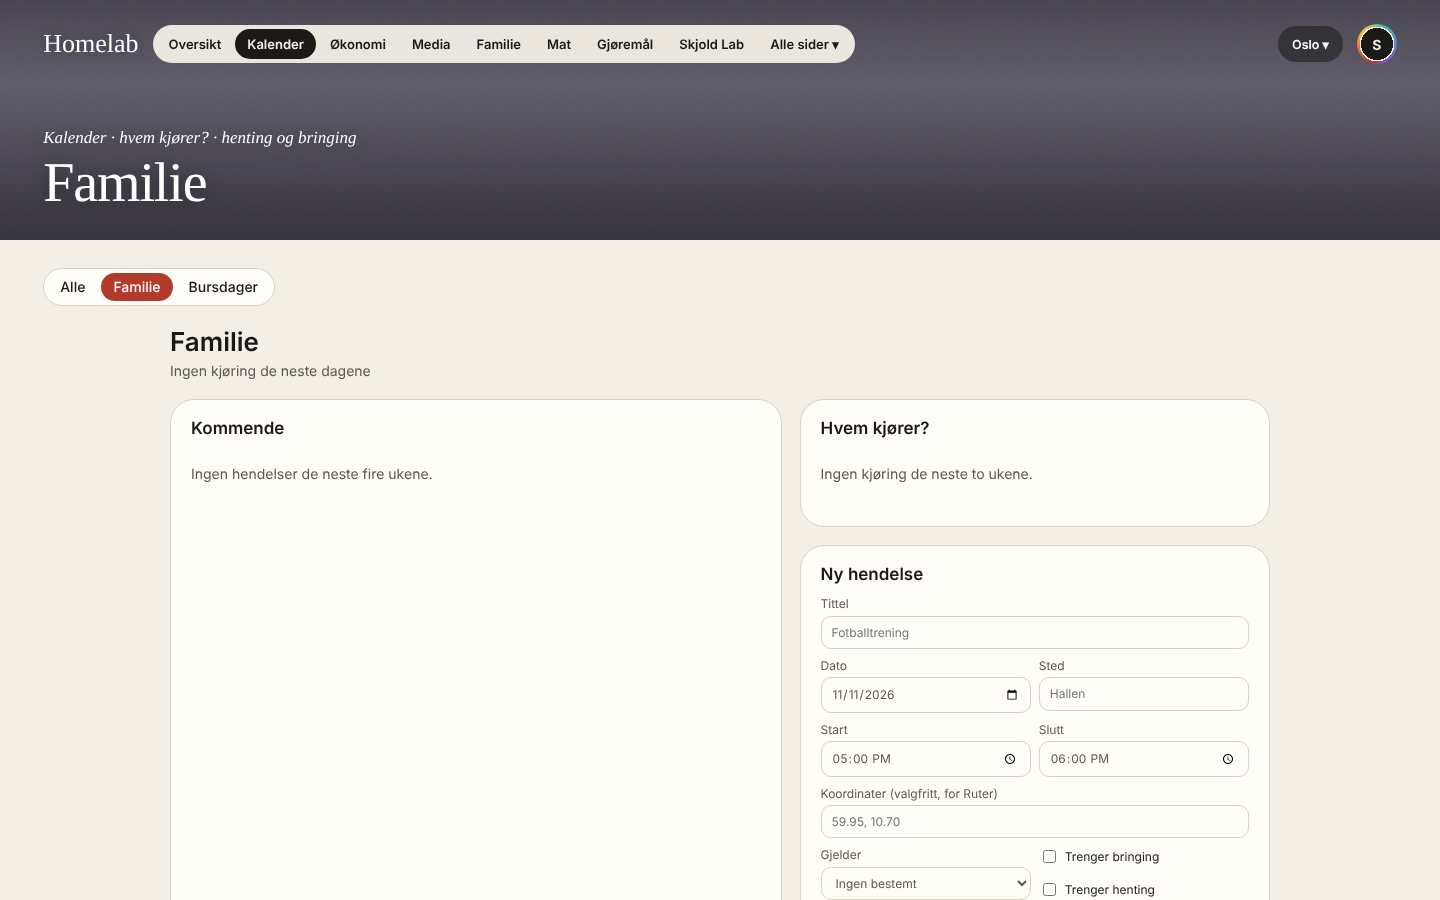 Homelab
Oversikt Kalender Økonomi Media Familie Mat Gjøremål Skjold Lab Alle sider ▾
Oslo ▾
S
Kalender · hvem kjører? · henting og bringing
Familie
Alle Familie Bursdager
Familie
Ingen kjøring de neste dagene
Kommende
Ingen hendelser de neste fire ukene.
Hvem kjører?
Ingen kjøring de neste to ukene.
Ny hendelse
Tittel
Fotballtrening
Dato Sted
11/11/2026 Hallen
Start Slutt
05:00 PM 06:00 PM
Koordinater (valgfritt, for Ruter)
59.95, 10.70
Gjelder
Ingen bestemt
Trenger bringing
Trenger henting